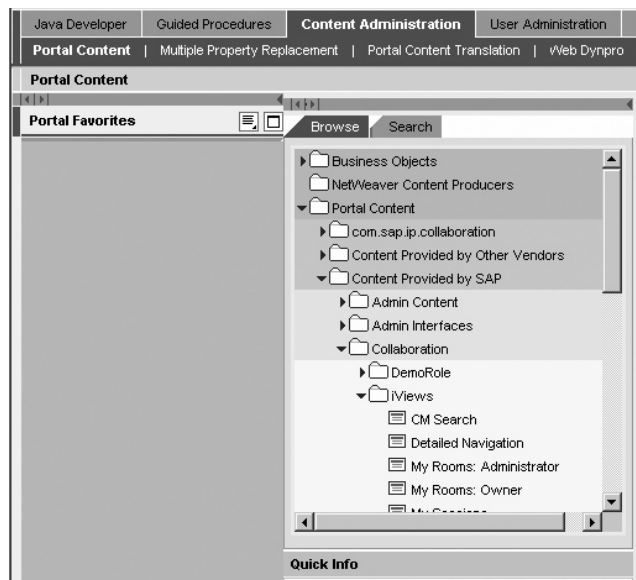 Java Developer Guided Procedures Content Administration User Administration
Portal Content | Multiple Property Replacement | Portal Content Translation | Web Dynpro
Portal Content
Portal Favorites
Browse Search
Business Objects
NetWeaver Content Producers
Portal Content
com.sap.ip.collaboration
Content Provided by Other Vendors
Content Provided by SAP
Admin Content
Admin Interfaces
Collaboration
DemoRole
iViews
CM Search
Detailed Navigation
My Rooms: Administrator
My Rooms: Owner
Quick Info